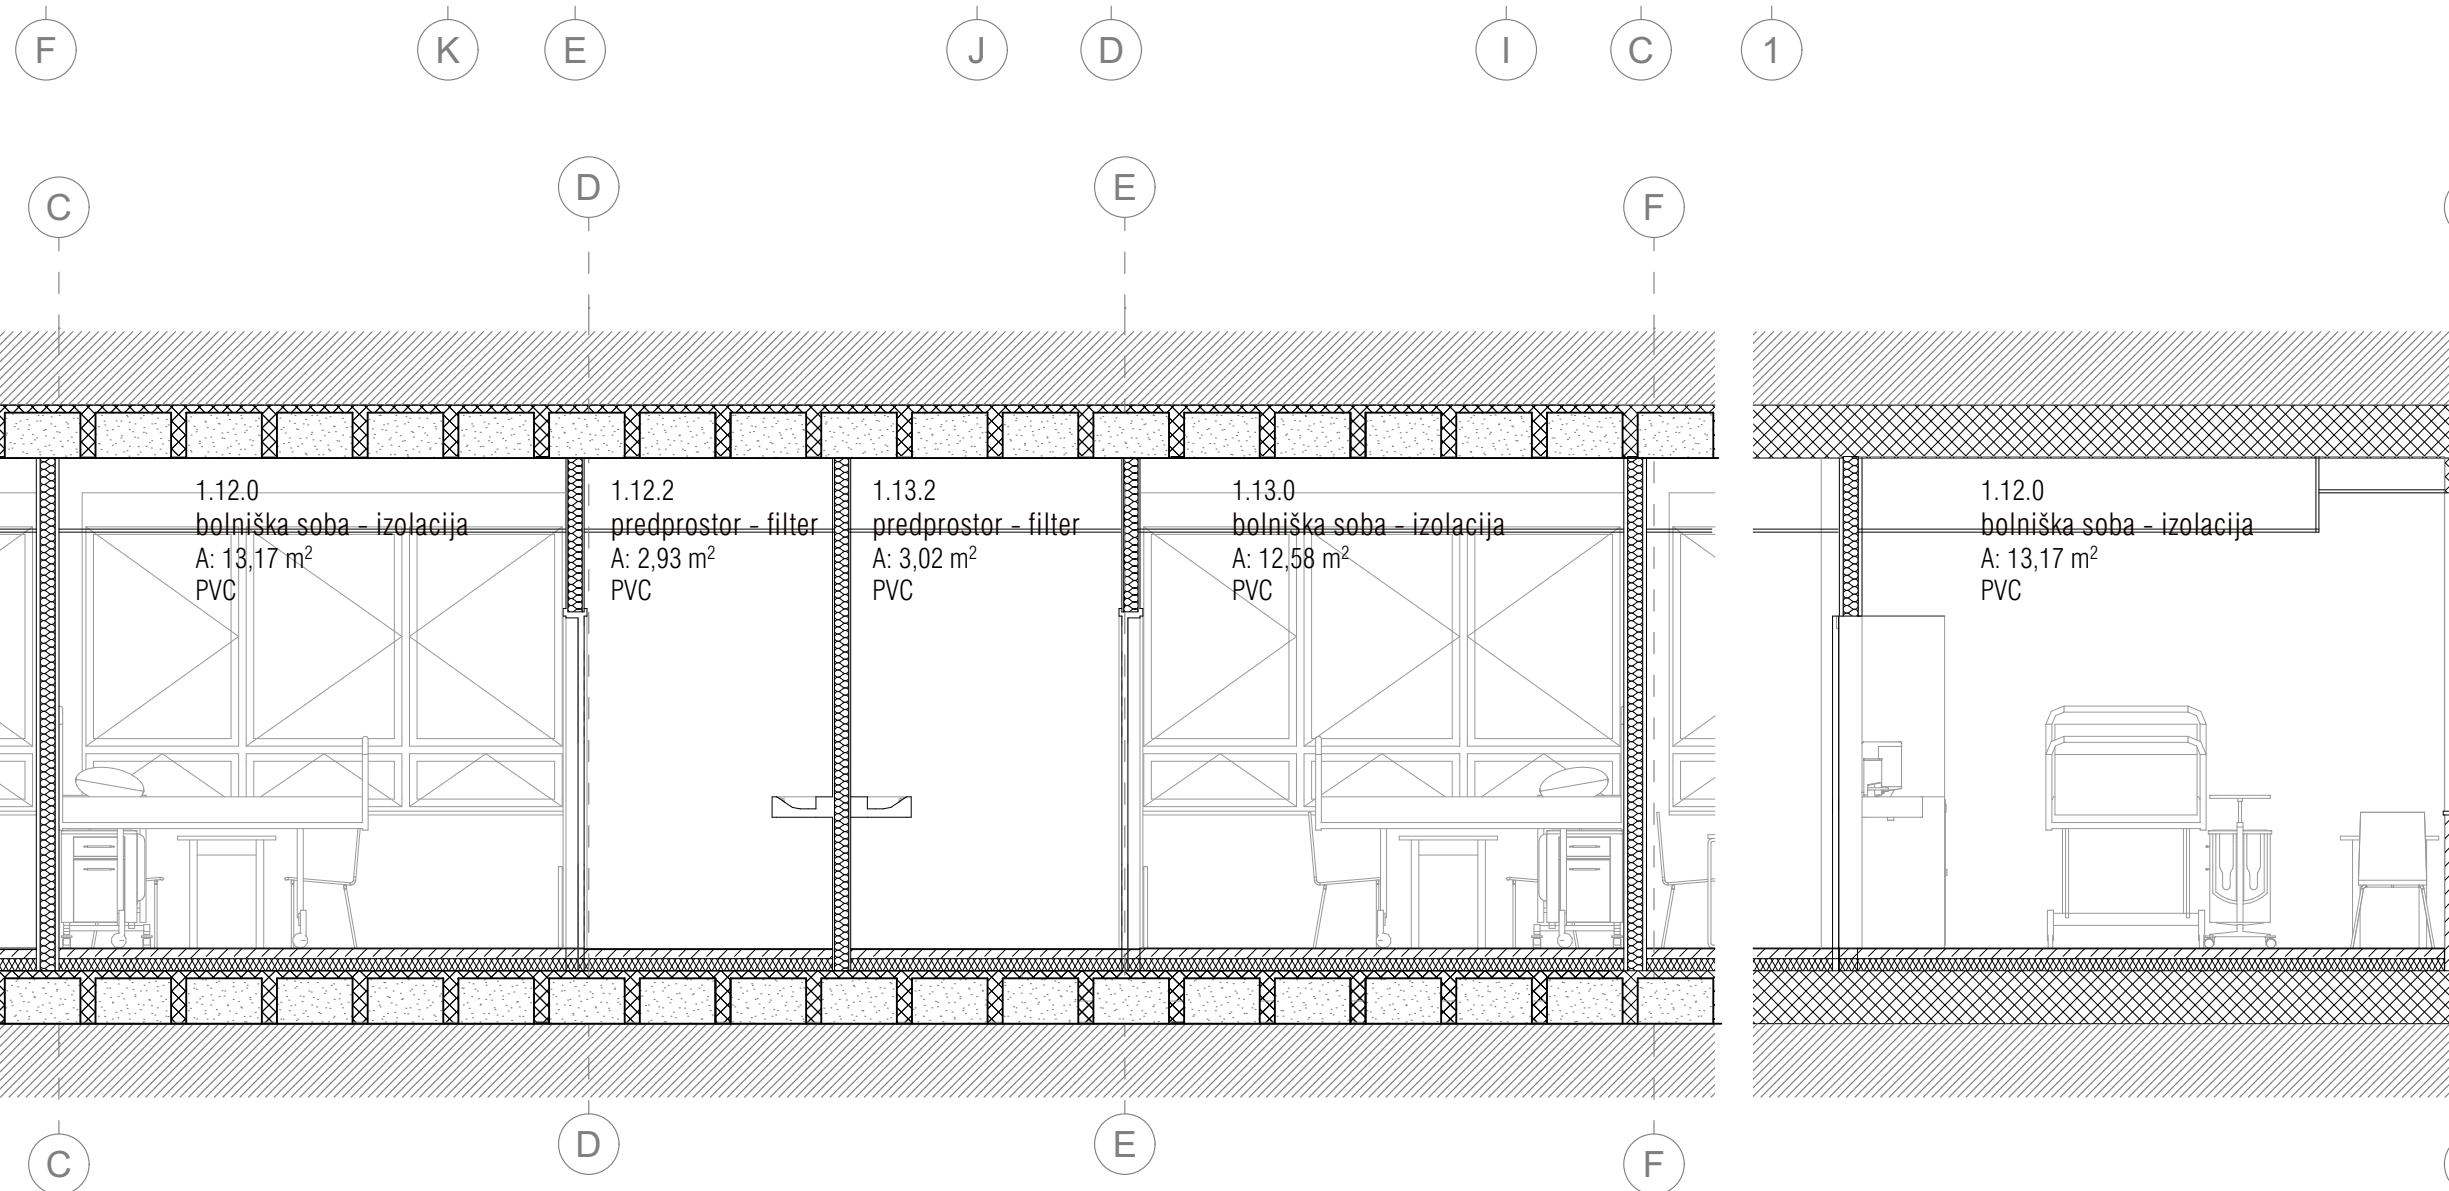 F
K
E
J
D
I
C
1
C
D
E
F
1.12.0
bolniška soba - izolacija
A: 13,17 m²
PVC
1.12.2
predprostor - filter
A: 2,93 m²
PVC
1.13.2
predprostor - filter
A: 3,02 m²
PVC
1.13.0
bolniška soba - izolacija
A: 12,58 m²
PVC
1.12.0
bolniška soba - izolacija
A: 13,17 m²
PVC
C
D
E
F